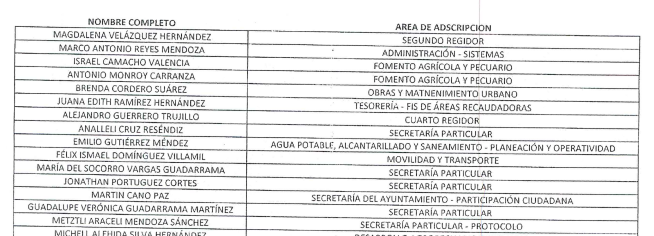 NOMBRE COMPLETO AREA DE ADSCRIPCION
MAGDALENA VELÁZQUEZ HERNÁNDEZ SEGUNDO REGIDOR
MARCO ANTONIO REYES MENDOZA ADMINISTRACIÓN - SISTEMAS
ISRAEL CAMACHO VALENCIA FOMENTO AGRÍCOLA Y PECUARIO
ANTONIO MONROY CARRANZA FOMENTO AGRÍCOLA Y PECUARIO
BRENDA CORDERO SUÁREZ OBRAS Y MATNENIMIENTO URBANO
JUANA EDITH RAMÍREZ HERNÁNDEZ TESORERÍA - FIS DE ÁREAS RECAUDADORAS
ALEJANDRO GUERRERO TRUJILLO CUARTO REGIDOR
ANALLELI CRUZ RESÉNDIZ SECRETARÍA PARTICULAR
EMILIO GUTIÉRREZ MÉNDEZ AGUA POTABLE, ALCANTARILLADO Y SANEAMIENTO - PLANEACIÓN Y OPERATIVIDAD
FÉLIX ISMAEL DOMÍNGUEZ VILLAMIL MOVILIDAD Y TRANSPORTE
MARÍA DEL SOCORRO VARGAS GUADARRAMA SECRETARÍA PARTICULAR
JONATHAN PORTUGUEZ CORTES SECRETARÍA PARTICULAR
MARTIN CANO PAZ SECRETARÍA DEL AYUNTAMIENTO - PARTICIPACIÓN CIUDADANA
GUADALUPE VERÓNICA GUADARRAMA MARTÍNEZ SECRETARÍA PARTICULAR
METZTLI ARACELI MENDOZA SÁNCHEZ SECRETARÍA PARTICULAR - PROTOCOLO
MICHELL ALEHIDA SILVA HERNÁNDEZ